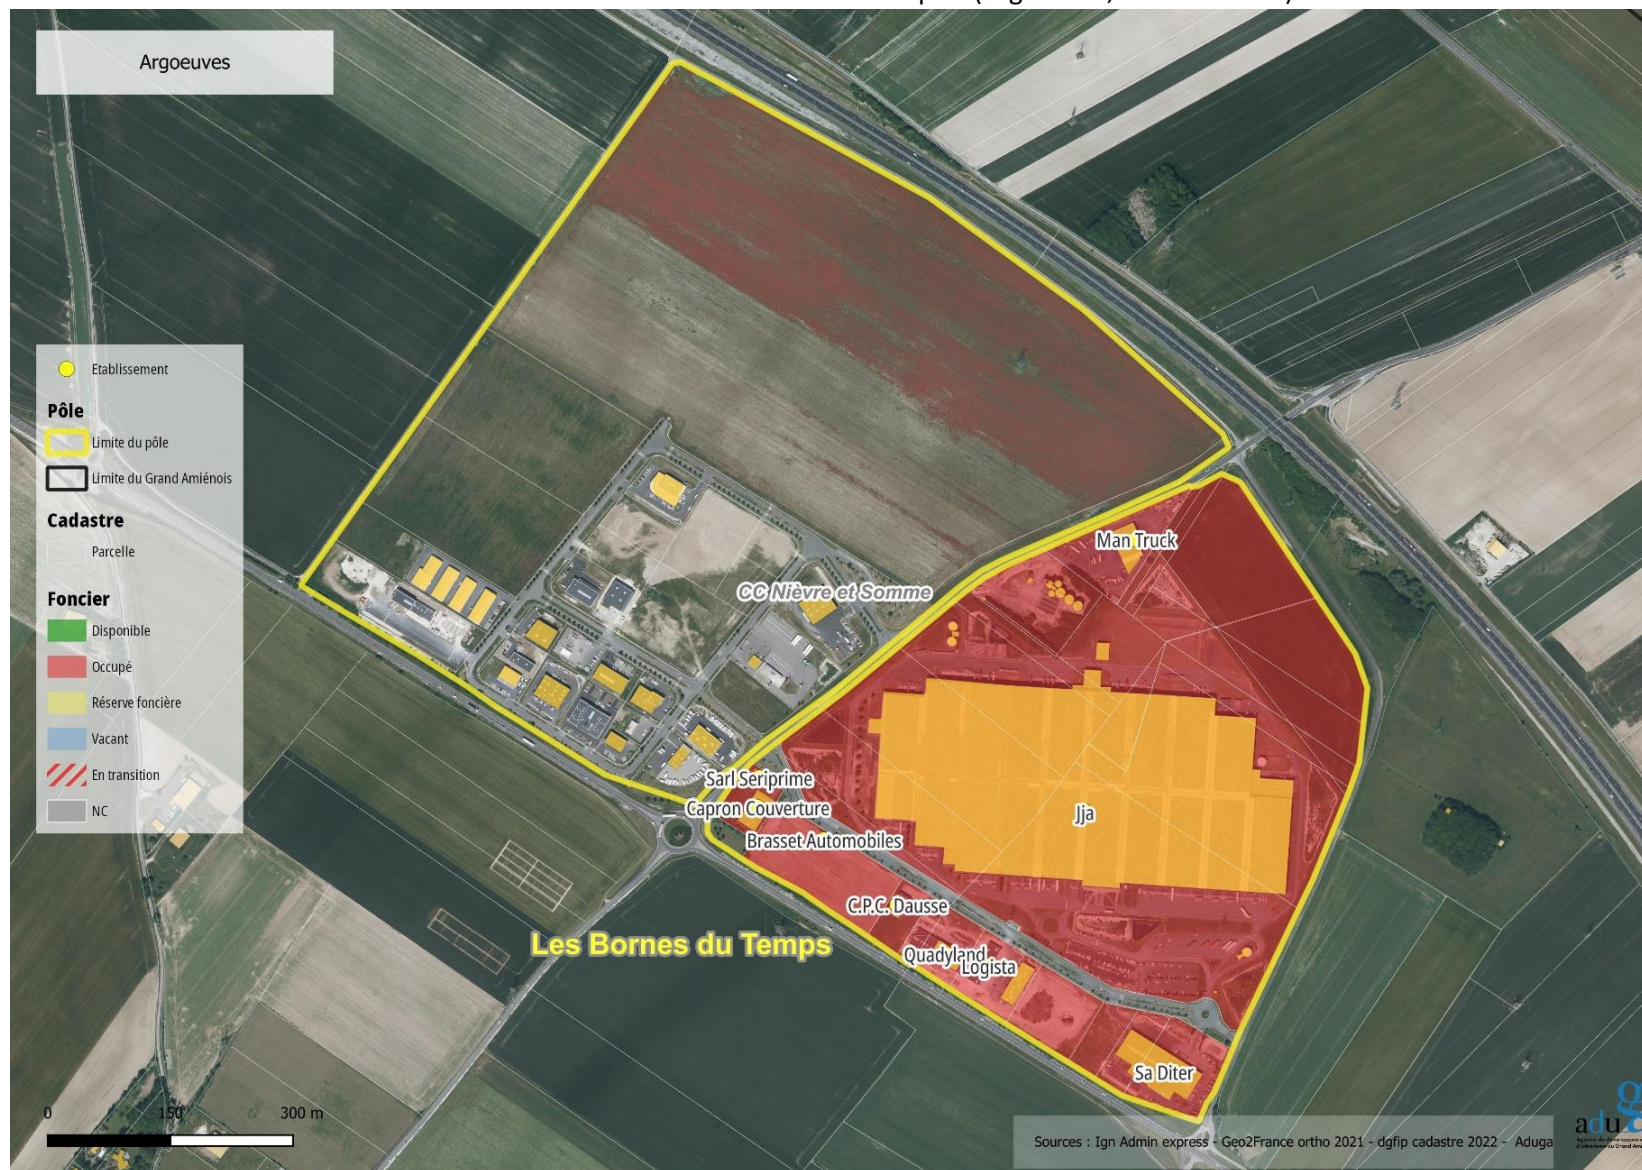 Argoeuves
Etablissement
Pôle
Limite du pôle
Limite du Grand Amiénois
Cadastre
Parcelle
Foncier
Disponible
Occupé
Réserve foncière
Vacant
En transition
NC
Man Truck
CC Nièvre et Somme
Sarl Seriprime
Capron Couverture
Jja
Brasset Automobiles
C.P.C. Dausse
Les Bornes du Temps
Quadyland
Logista
Sa Diter
0 150 300 m
Sources : Ign Admin express - Geo2France ortho 2021 - dgfip cadastre 2022 - Aduga
adu